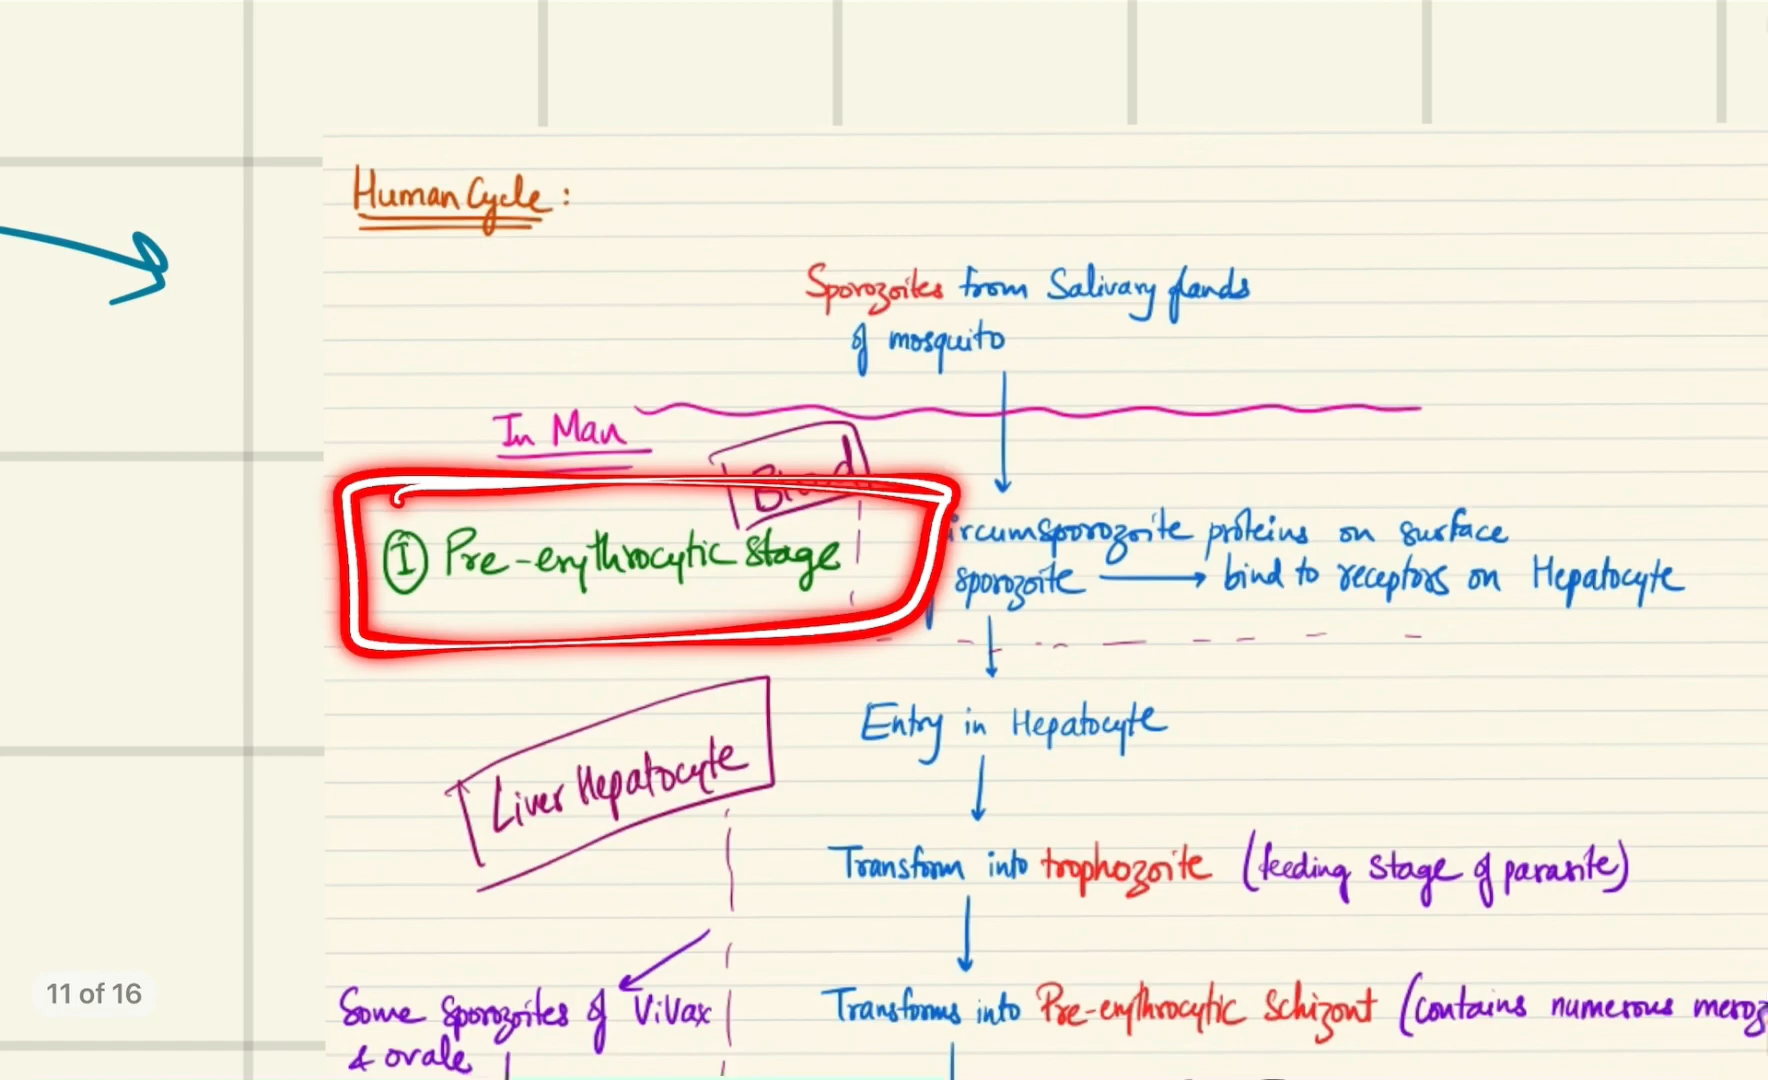 Human Cycle :
Sporozoites from Salivary glands
of mosquito
In Man
Bind
① Pre-erythrocytic Stage
ircumsporozoite proteins on surface
sporozoite → bind to receptors on Hepatocyte
Entry in Hepatocyte
Liver Hepatocyte
Transform into trophozoite (feeding stage of parasite)
Some Sporozoites of ViVax
& ovale
Transforms into Pre-erythrocytic Schizont (contains numerous meroz
11 of 16